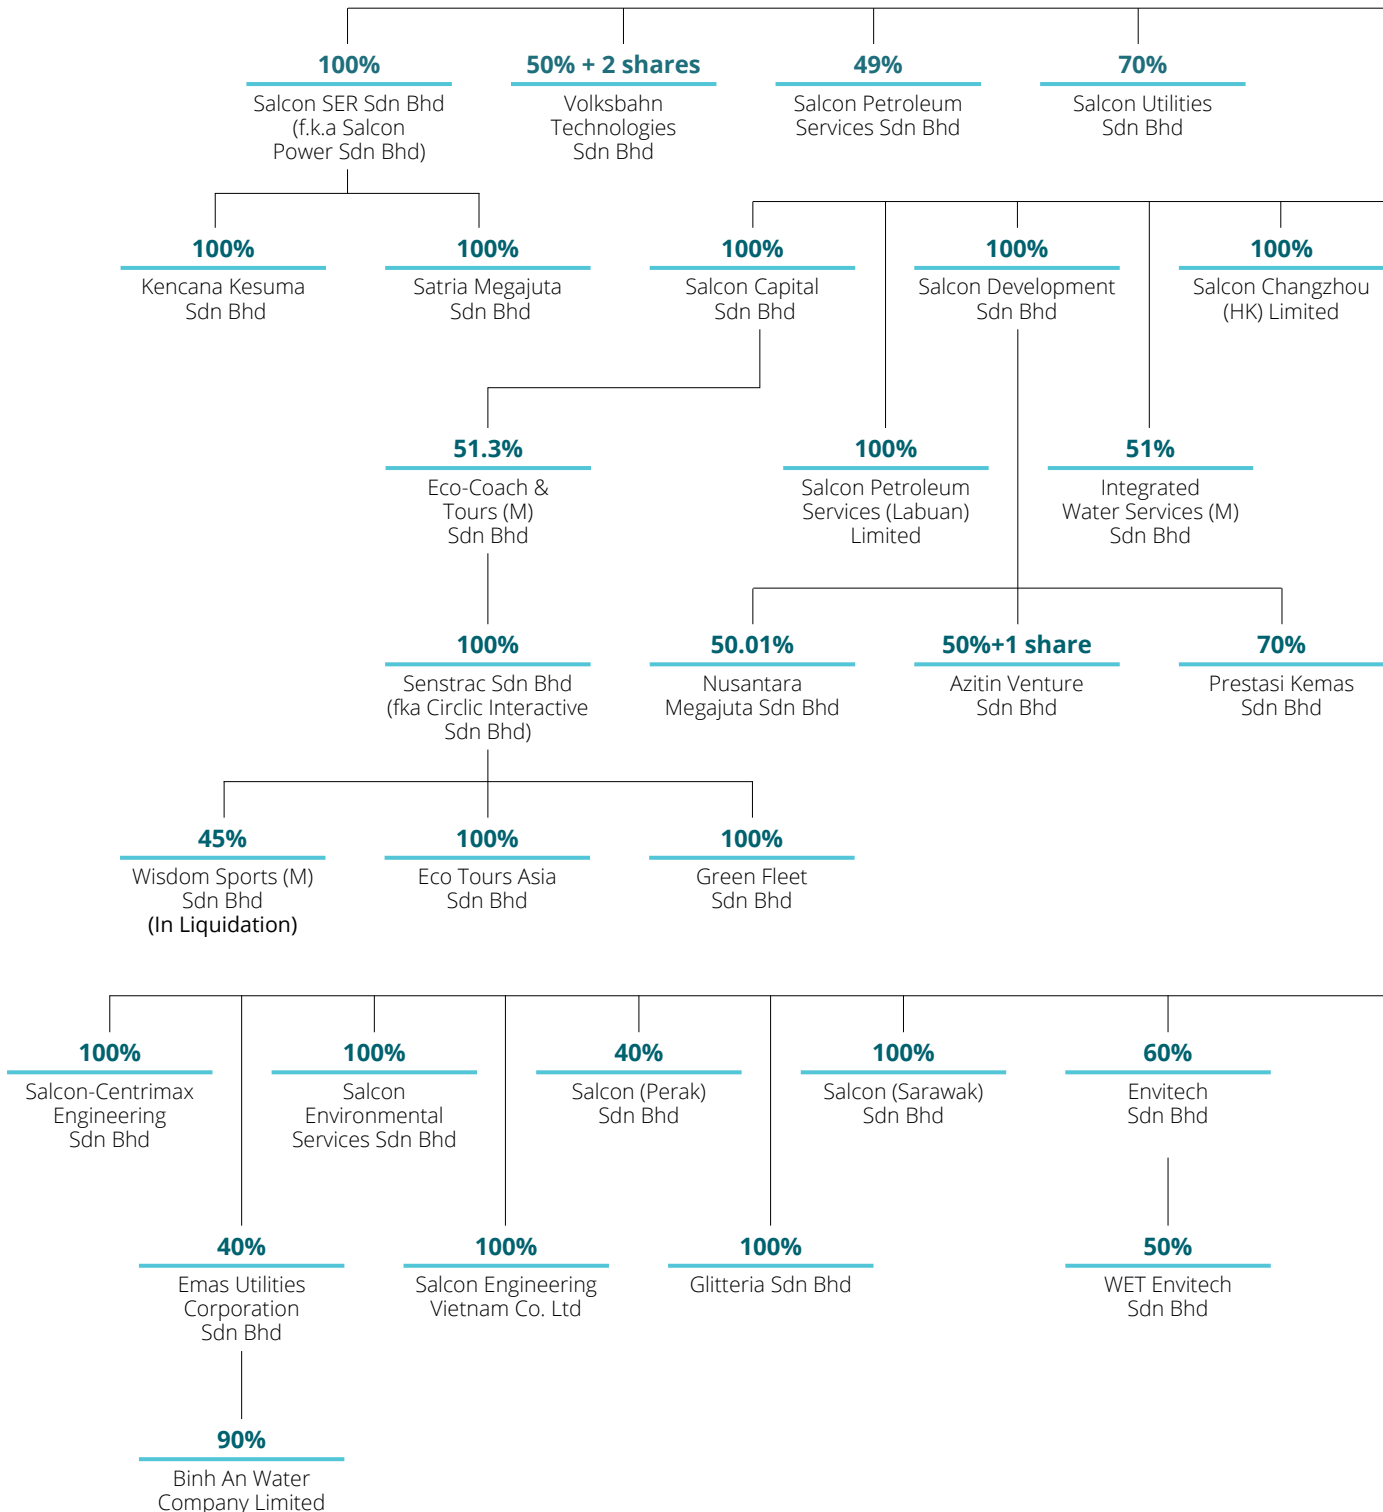 100%
Salcon SER Sdn Bhd
(f.k.a Salcon
Power Sdn Bhd)
50% + 2 shares
Volksbahn
Technologies
Sdn Bhd
49%
Salcon Petroleum
Services Sdn Bhd
70%
Salcon Utilities
Sdn Bhd
100%
Kencana Kesuma
Sdn Bhd
100%
Satria Megajuta
Sdn Bhd
100%
Salcon Capital
Sdn Bhd
100%
Salcon Development
Sdn Bhd
100%
Salcon Changzhou
(HK) Limited
51.3%
Eco-Coach &
Tours (M)
Sdn Bhd
100%
Salcon Petroleum
Services (Labuan)
Limited
51%
Integrated
Water Services (M)
Sdn Bhd
100%
Senstrac Sdn Bhd
(fka Circlic Interactive
Sdn Bhd)
50.01%
Nusantara
Megajuta Sdn Bhd
50%+1 share
Azitin Venture
Sdn Bhd
70%
Prestasi Kemas
Sdn Bhd
45%
Wisdom Sports (M)
Sdn Bhd
(In Liquidation)
100%
Eco Tours Asia
Sdn Bhd
100%
Green Fleet
Sdn Bhd
100%
Salcon-Centrimax
Engineering
Sdn Bhd
100%
Salcon
Environmental
Services Sdn Bhd
40%
Salcon (Perak)
Sdn Bhd
100%
Salcon (Sarawak)
Sdn Bhd
60%
Envitech
Sdn Bhd
40%
Emas Utilities
Corporation
Sdn Bhd
100%
Salcon Engineering
Vietnam Co. Ltd
100%
Glitteria Sdn Bhd
50%
WET Envitech
Sdn Bhd
90%
Binh An Water
Company Limited